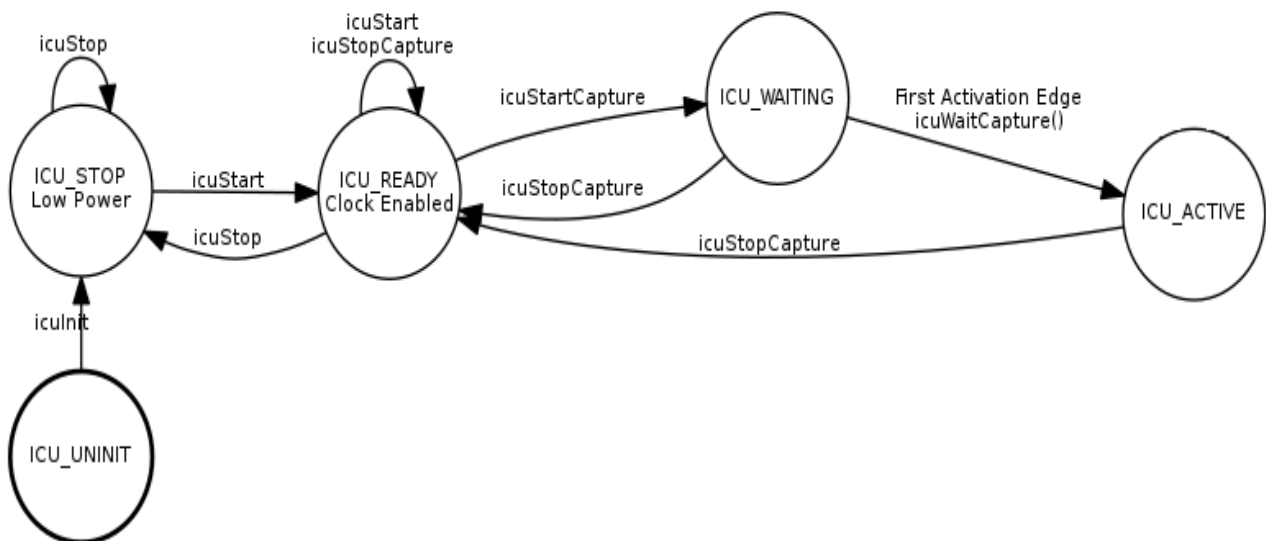 icuStop
icuStart
icuStopCapture
ICU_STOP
Low Power
icuStart
icuStop
ICU_READY
Clock Enabled
icuStartCapture
icuStopCapture
ICU_WAITING
First Activation Edge
icuWaitCapture()
ICU_ACTIVE
icuStopCapture
icuInit
ICU_UNINIT